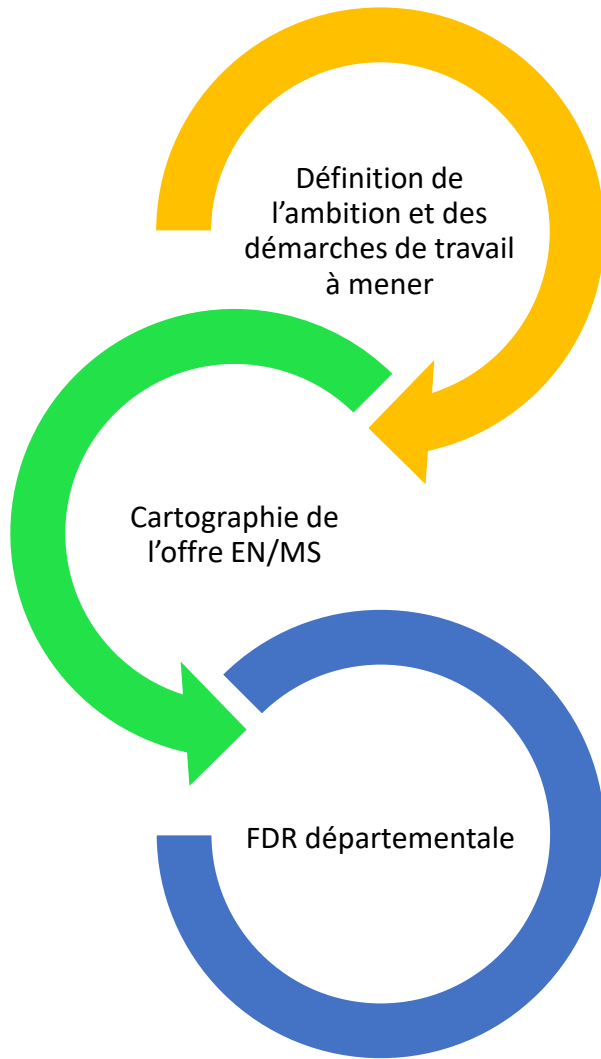 Définition de
l’ambition et des
démarches de travail
à mener
Cartographie de
l’offre EN/MS
FDR départementale